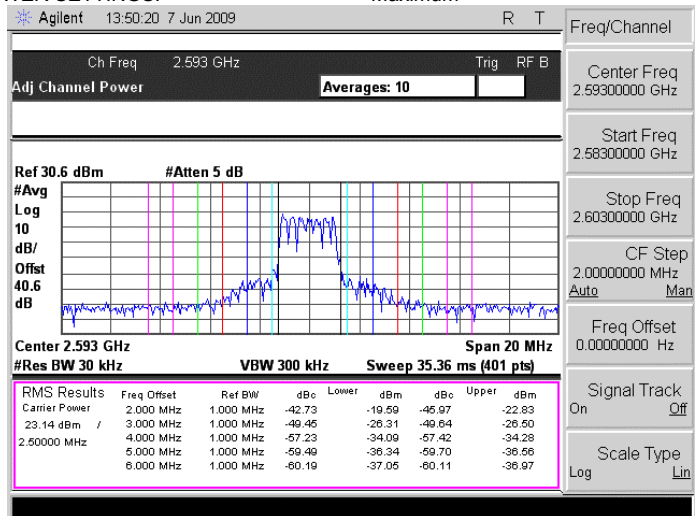 Maximum
Agilent 13:50:20 7 Jun 2009 R T
Ch Freq 2.593 GHz Trig RF B
Adj Channel Power Averages: 10
Ref 30.6 dBm #Atten 5 dB
#Avg
Log
10
dB/
Offst
40.6
dB
Center 2.593 GHz Span 20 MHz
#Res BW 30 kHz VBW 300 kHz Sweep 35.36 ms (401 pts)
RMS Results Freq Offset Ref BW dBc Lower dBm dBc Upper dBm
Carrier Power 2.000 MHz 1.000 MHz -42.73 -19.59 -45.97 -22.83
23.14 dBm / 3.000 MHz 1.000 MHz -49.45 -26.31 -49.64 -26.50
2.50000 MHz 4.000 MHz 1.000 MHz -57.23 -34.09 -57.42 -34.28
5.000 MHz 1.000 MHz -59.49 -36.34 -59.70 -36.56
6.000 MHz 1.000 MHz -60.19 -37.05 -60.11 -36.97
Freq/Channel
Center Freq
2.59300000 GHz
Start Freq
2.58300000 GHz
Stop Freq
2.60300000 GHz
CF Step
2.00000000 MHz
Auto Man
Freq Offset
0.00000000 Hz
Signal Track
On Off
Scale Type
Log Lin